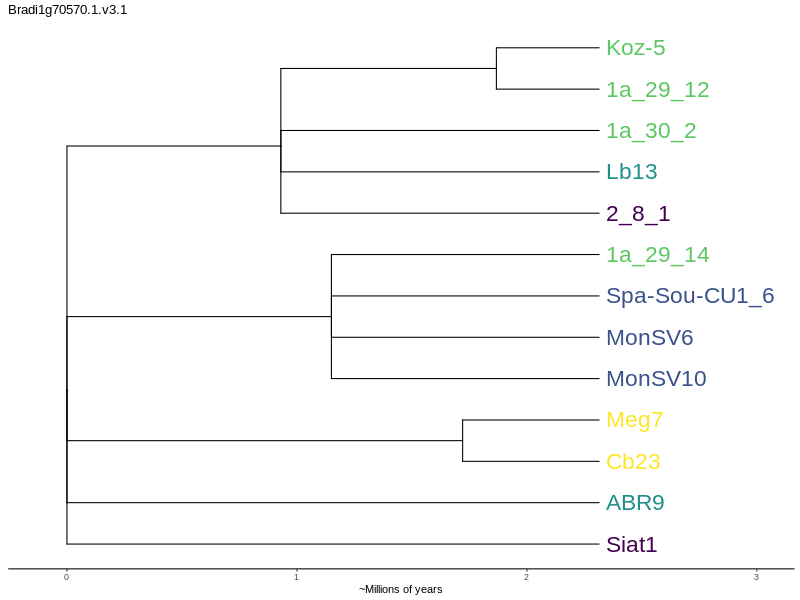 Bradi1g70570.1.v3.1
Koz-5
1a_29_12
1a_30_2
Lb13
2_8_1
1a_29_14
Spa-Sou-CU1_6
MonSV6
MonSV10
Meg7
Cb23
ABR9
Siat1
0 1 2 3
~Millions of years